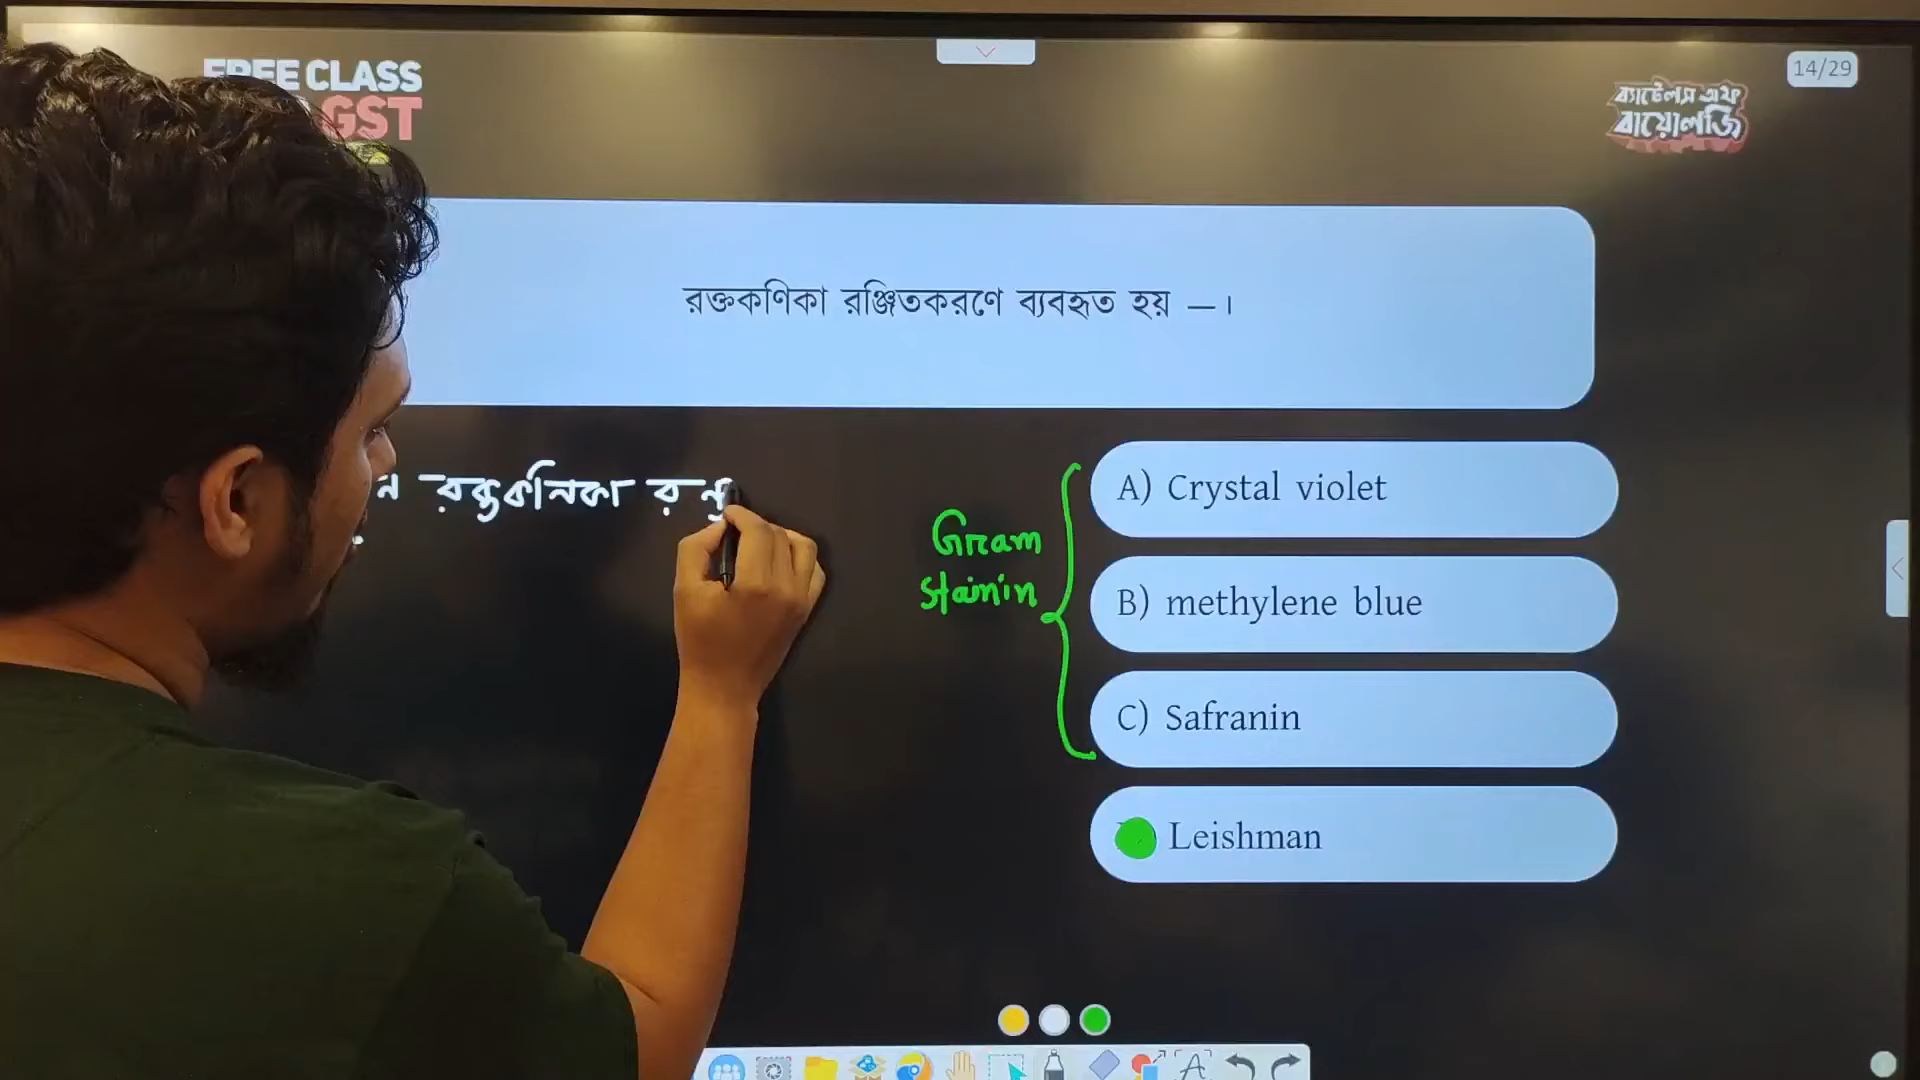 FREE CLASS
GST
14/29
ব্যাটেলস অফ
বায়োলজি
রক্তকণিকা রঞ্জিতকরণে ব্যবহৃত হয় —।
ন রক্তকনিকা
Gram
Stainin
A) Crystal violet
B) methylene blue
C) Safranin
Leishman